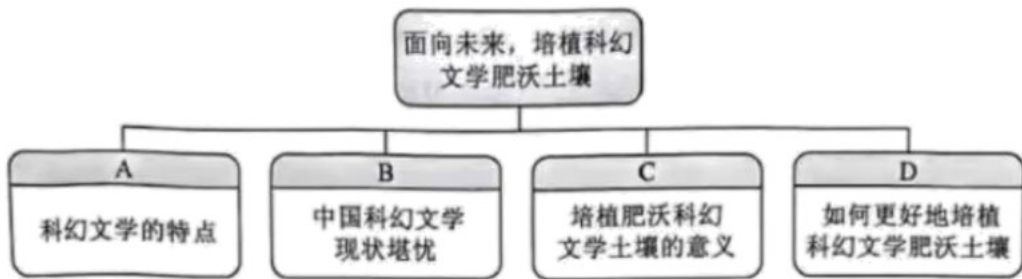 面向未来，培植科幻
文学肥沃土壤
A
B
C
D
科幻文学的特点
中国科幻文学
现状堪忧
培植肥沃科幻
文学土壤的意义
如何更好地培植
科幻文学肥沃土壤